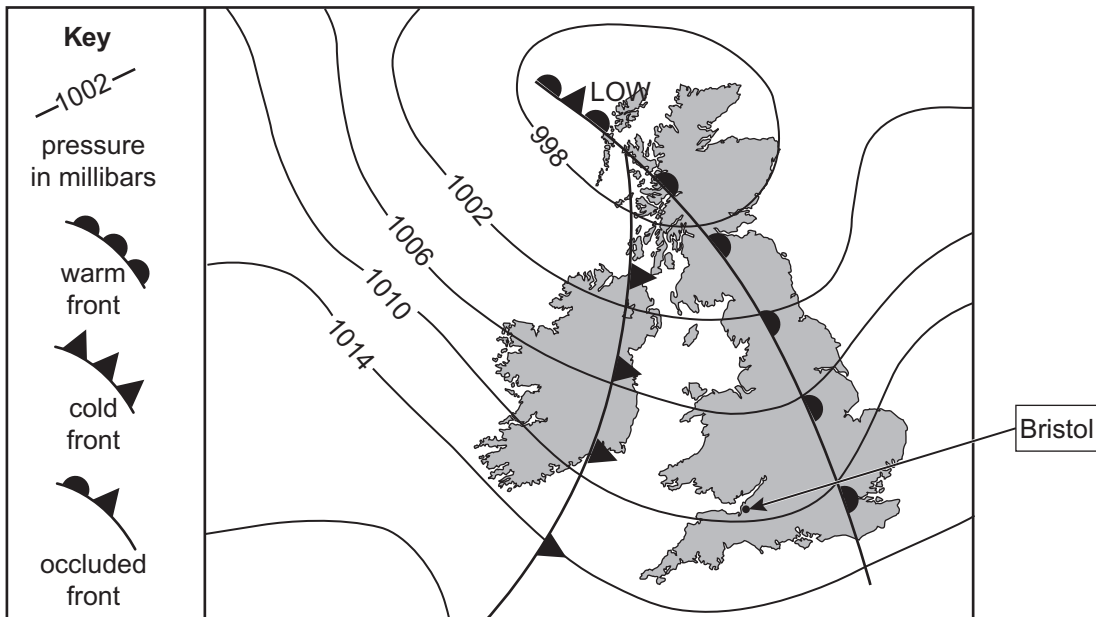 Key
1002
pressure
in millibars
warm
front
cold
front
occluded
front
LOW
998
1002
1006
1010
1014
Bristol